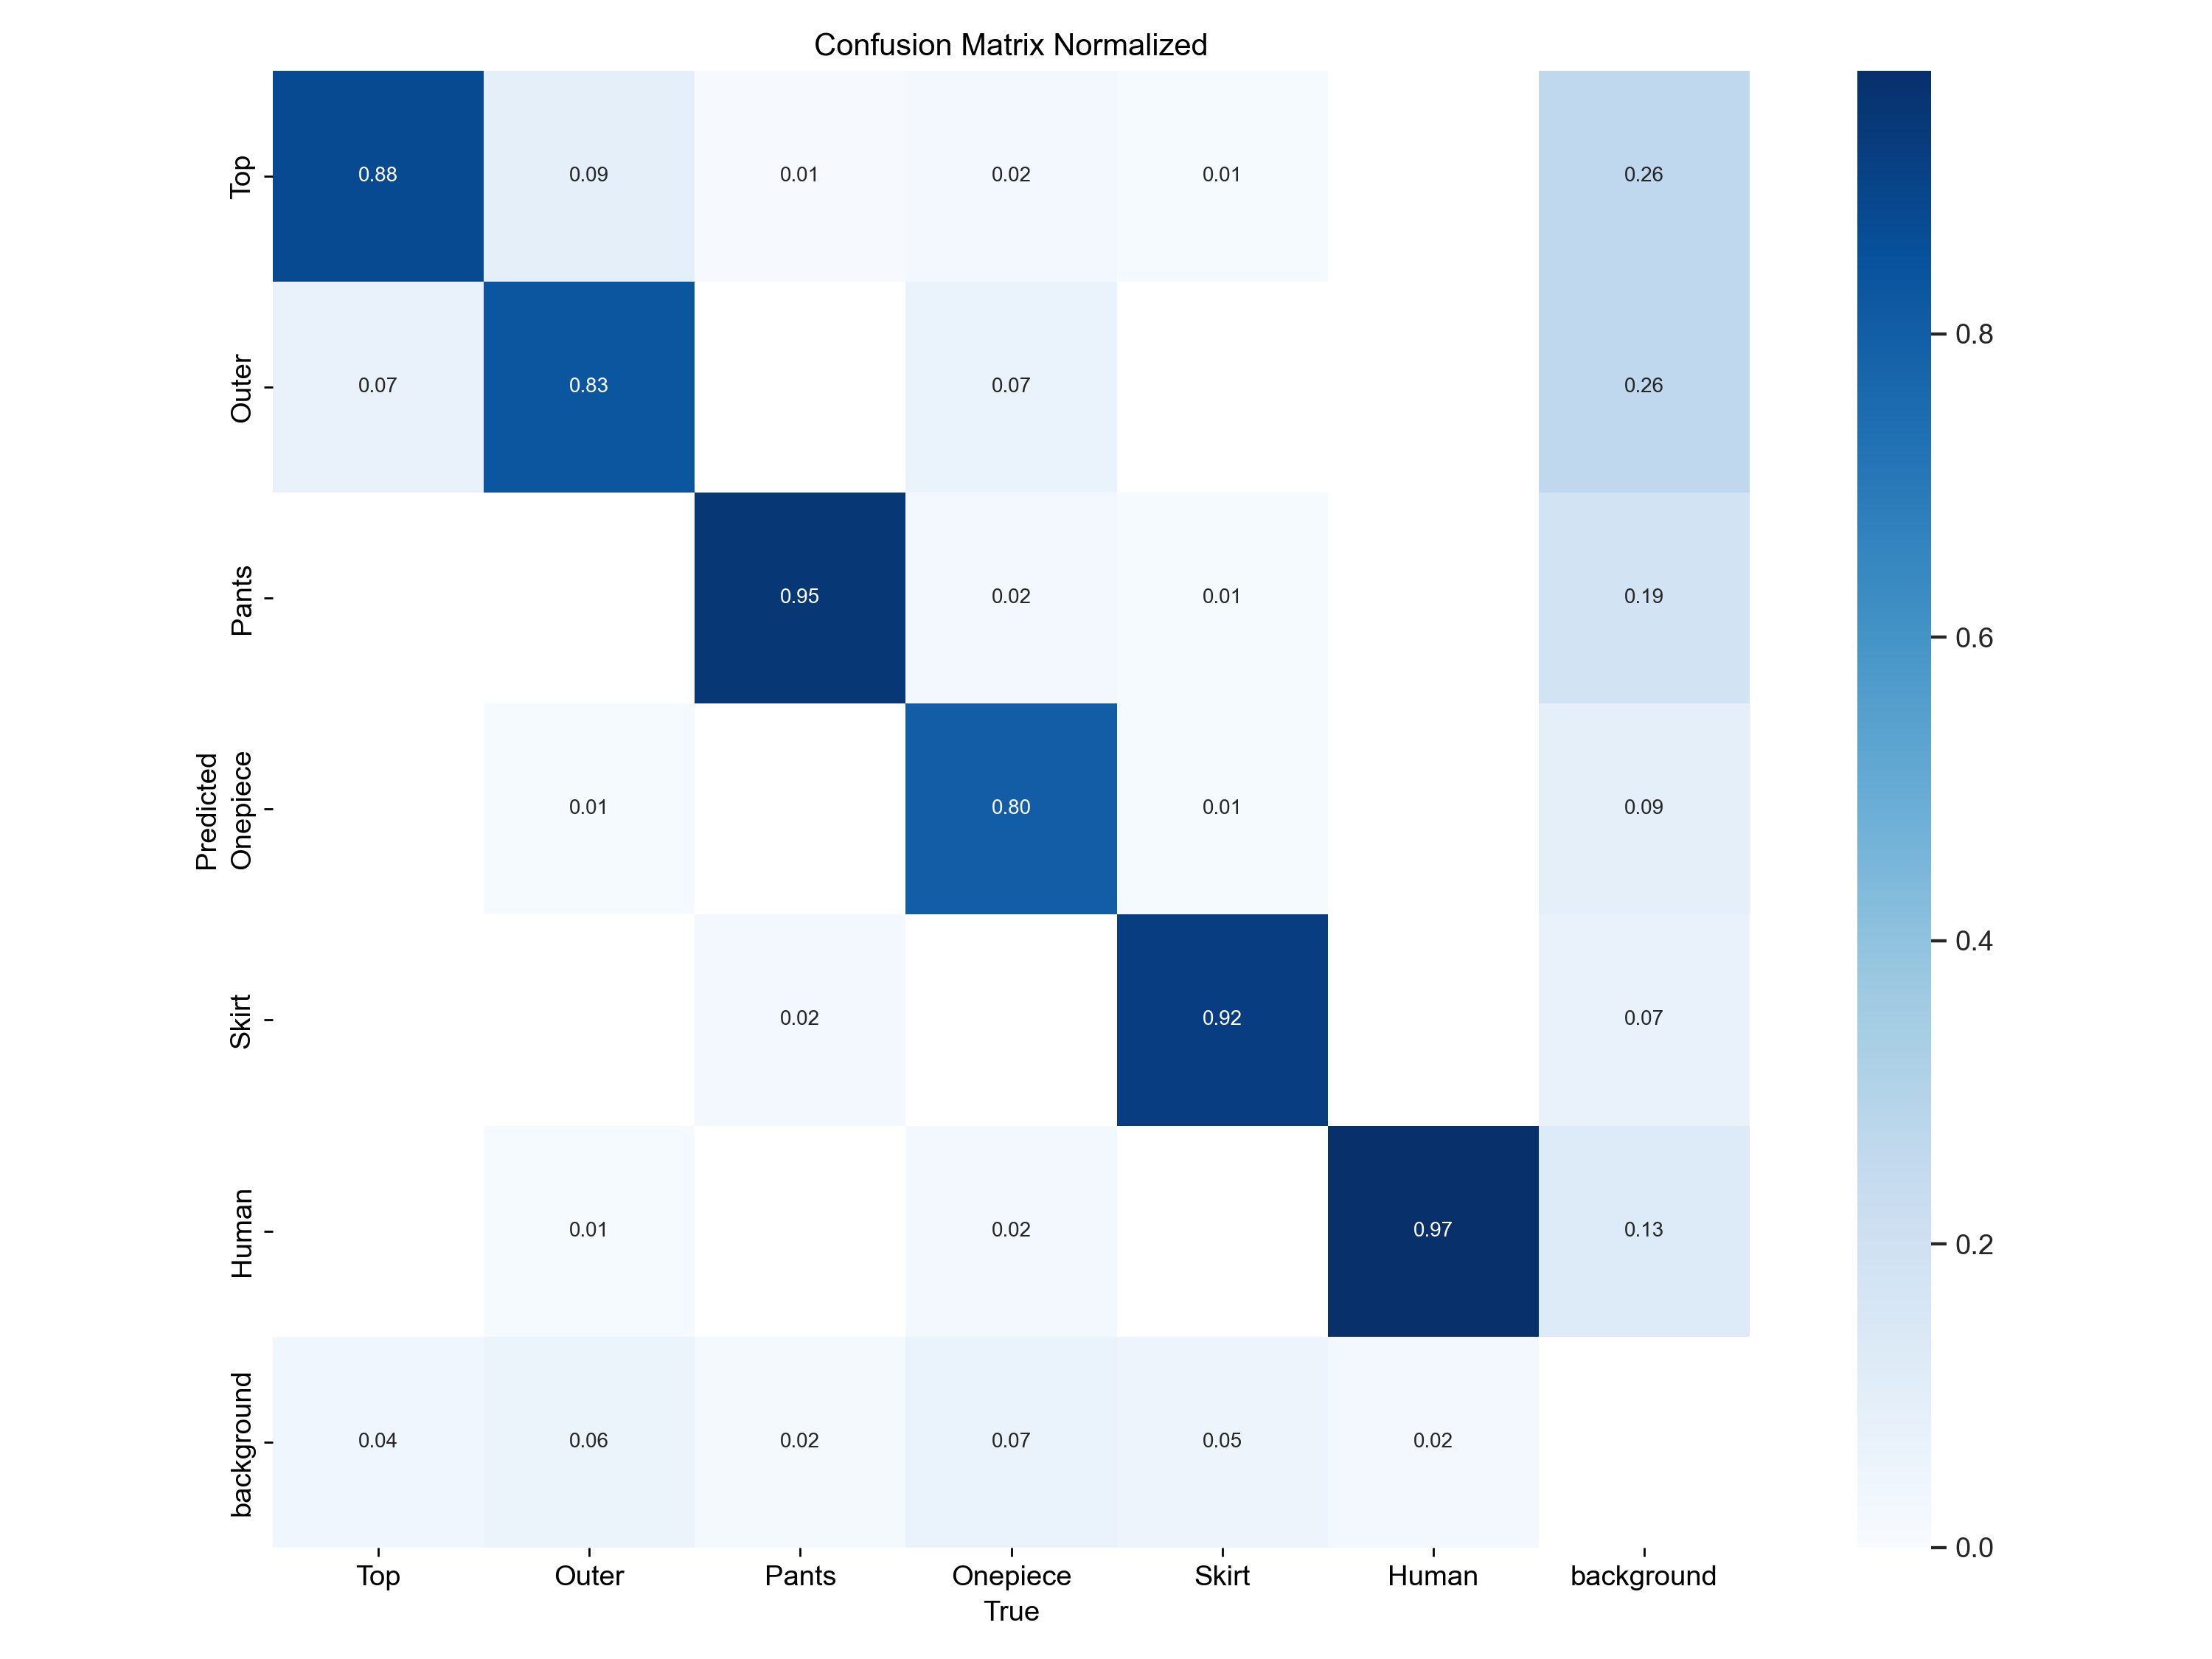 Confusion Matrix Normalized
Top 0.88 0.09 0.01 0.02 0.01 0.26
Outer 0.07 0.83 0.07 0.26
0.8
Pants 0.95 0.02 0.01 0.19
0.6
Predicted
Onepiece 0.01 0.80 0.01 0.09
0.4
Skirt 0.02 0.92 0.07
Human 0.01 0.02 0.97 0.13
0.2
background 0.04 0.06 0.02 0.07 0.05 0.02
0.0
Top Outer Pants Onepiece Skirt Human background
True